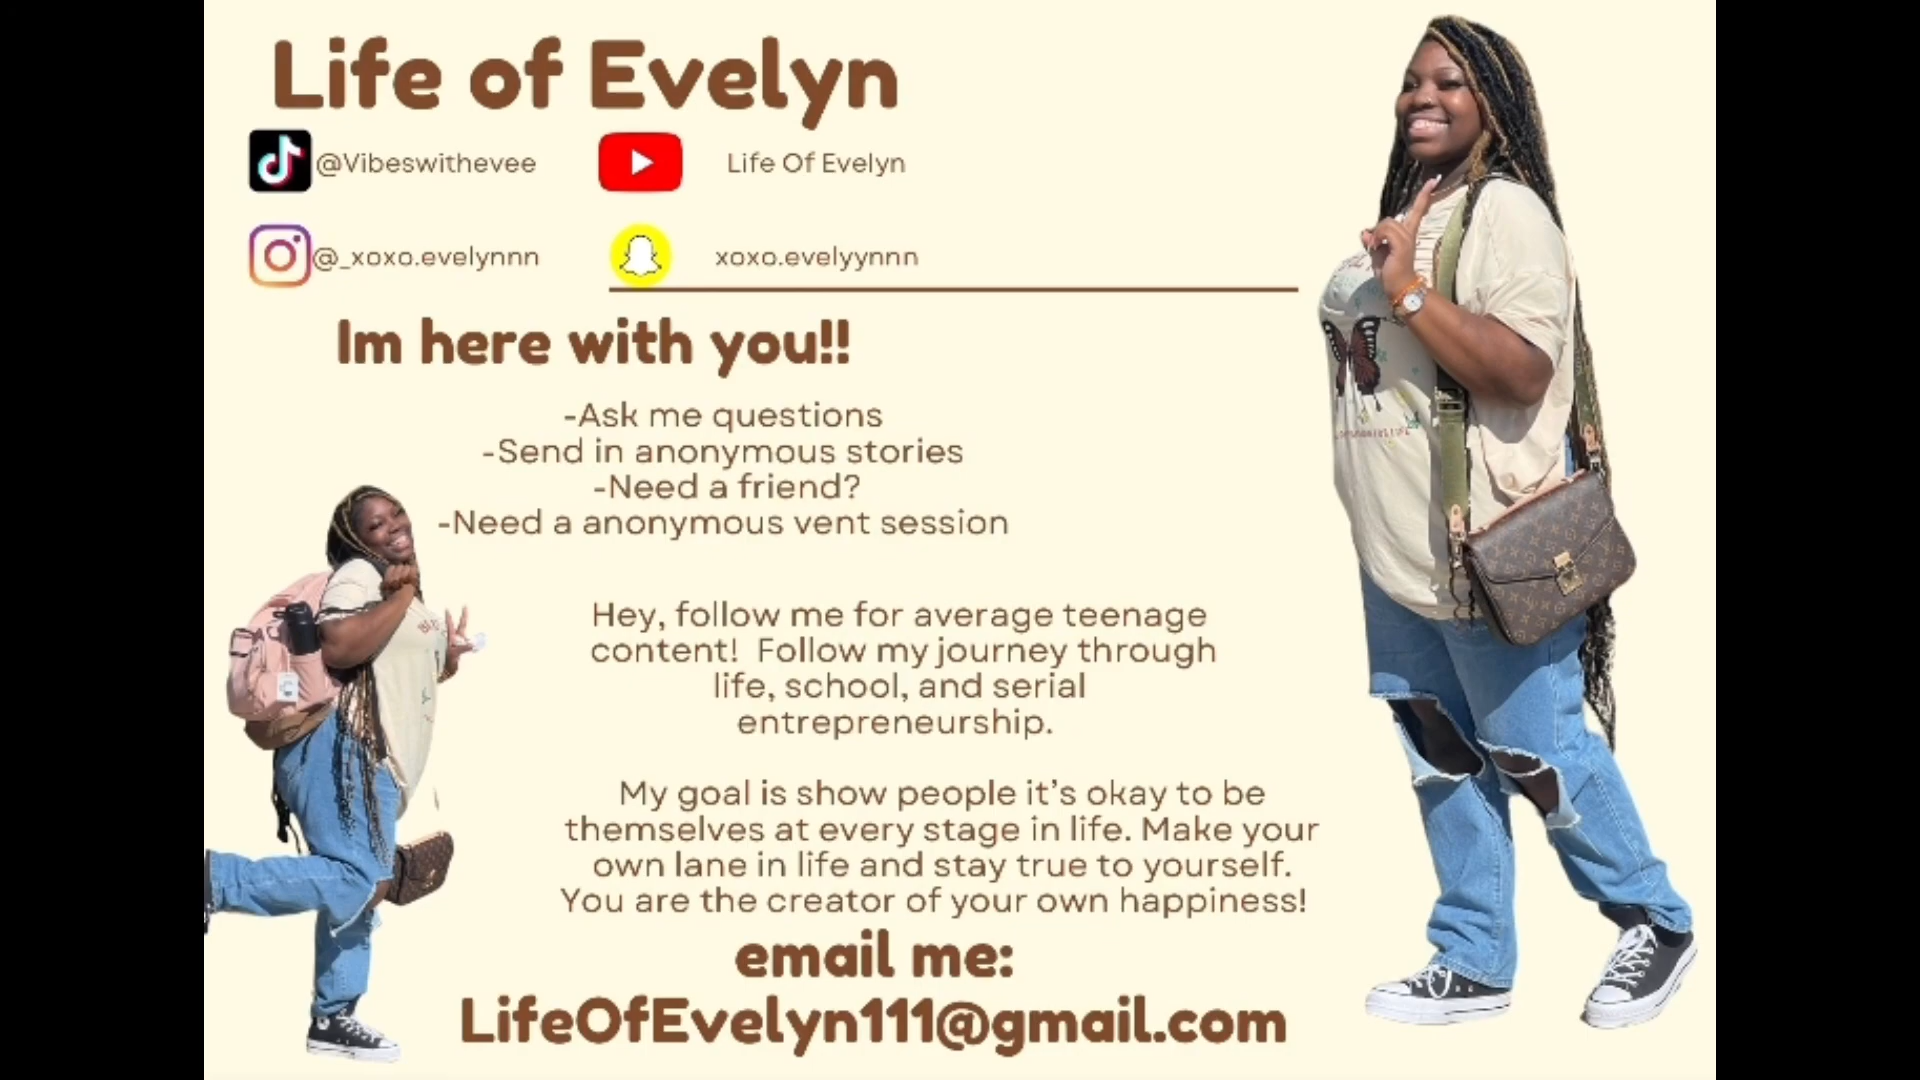 Life of Evelyn
@Vibeswithevee
Life Of Evelyn
@_xoxo.evelynnn
xoxo.evelyynnn
Im here with you!!
-Ask me questions
-Send in anonymous stories
-Need a friend?
-Need a anonymous vent session
Hey, follow me for average teenage
content! Follow my journey through
life, school, and serial
entrepreneurship.
My goal is show people it's okay to be
themselves at every stage in life. Make your
own lane in life and stay true to yourself.
You are the creator of your own happiness!
email me:
LifeOfEvelyn111@gmail.com